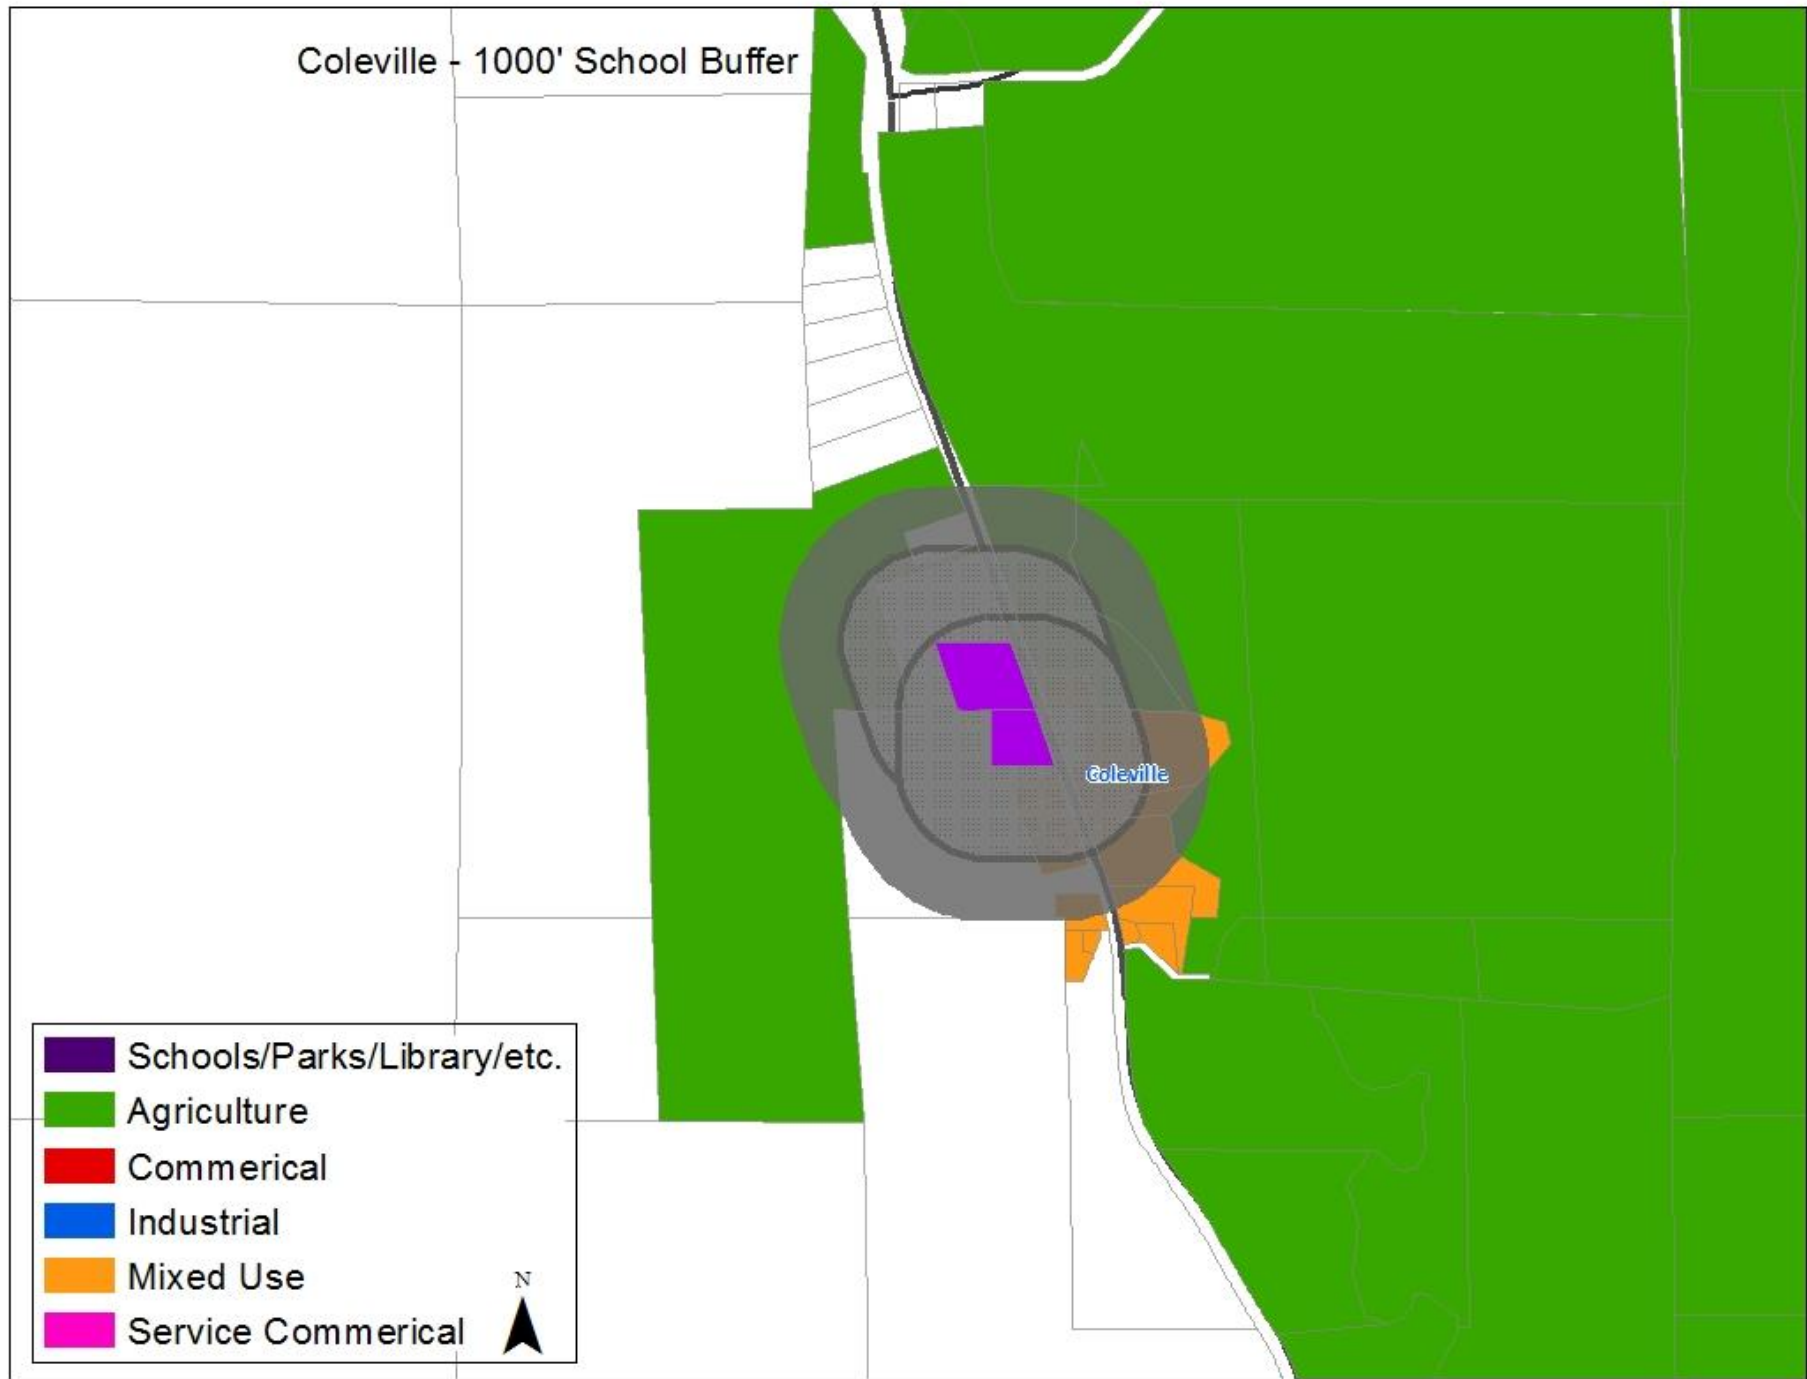 Coleville - 1000' School Buffer
Coleville
Schools/Parks/Library/etc.
Agriculture
Commerical
Industrial
Mixed Use
N
Service Commerical